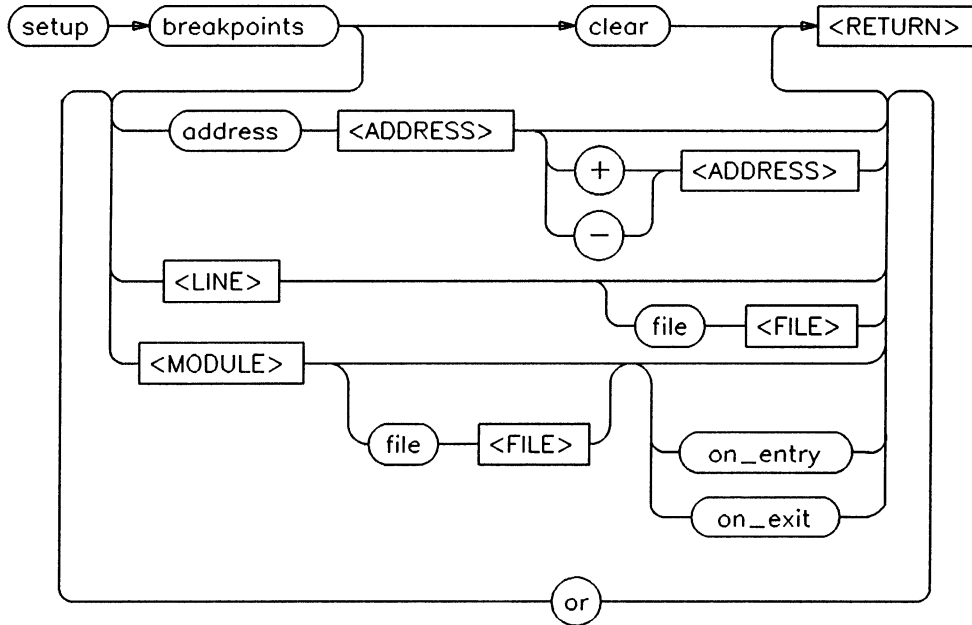 setup breakpoints clear <RETURN>
address <ADDRESS>
+ <ADDRESS>
−
<LINE>
file <FILE>
<MODULE>
file <FILE> on_entry
on_exit
or